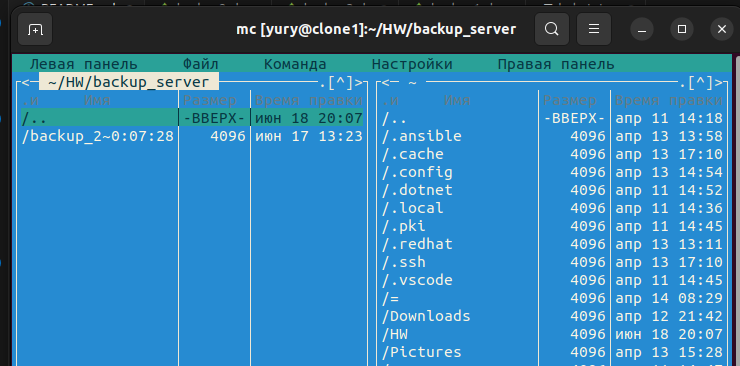 mc [yury@clone1]:~/HW/backup_server
Левая панель Файл Команда Настройки Правая панель
<─ ~/HW/backup_server .[^]> <─ ~ .[^]>
.и Имя Размер Время правки .и Имя Размер Время правки
/.. -ВВЕРХ- июн 18 20:07 /.. -ВВЕРХ- апр 11 14:18
/backup_2~0:07:28 4096 июн 17 13:23 /.ansible 4096 апр 13 13:58
/.cache 4096 апр 13 17:10
/.config 4096 апр 13 14:54
/.dotnet 4096 апр 11 14:52
/.local 4096 апр 11 14:36
/.pki 4096 апр 11 14:45
/.redhat 4096 апр 13 13:11
/.ssh 4096 апр 13 17:10
/.vscode 4096 апр 11 14:45
/= 4096 апр 14 08:29
/Downloads 4096 апр 12 21:42
/HW 4096 июн 18 20:07
/Pictures 4096 апр 13 15:28